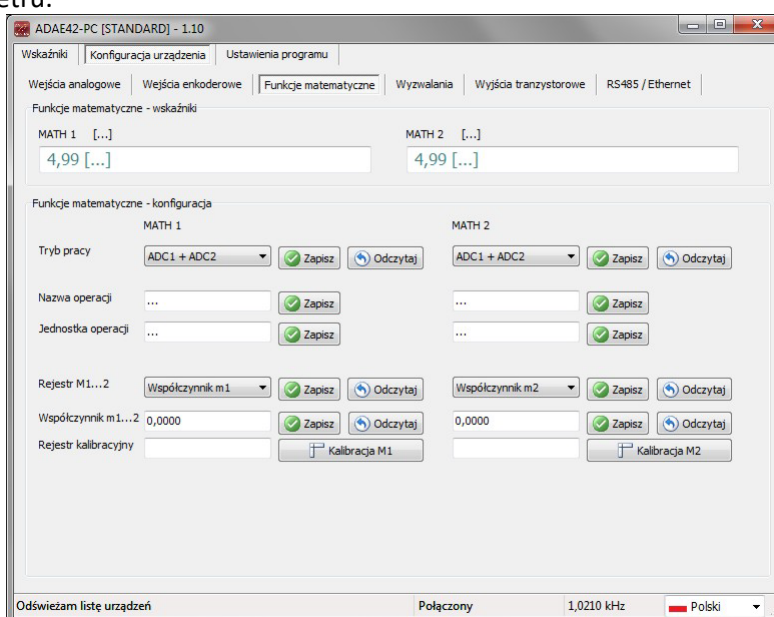 etru.
ADAE42-PC [STANDARD] - 1.10
Wskaźniki Konfiguracja urządzenia Ustawienia programu
Wejścia analogowe Wejścia enkoderowe Funkcje matematyczne Wyzwalania Wyjścia tranzystorowe RS485 / Ethernet
Funkcje matematyczne - wskaźniki
MATH 1 [...] MATH 2 [...]
4,99 [...] 4,99 [...]
Funkcje matematyczne - konfiguracja
MATH 1 MATH 2
Tryb pracy ADC1 + ADC2 Zapisz Odczytaj ADC1 + ADC2 Zapisz Odczytaj
Nazwa operacji ... Zapisz ... Zapisz
Jednostka operacji ... Zapisz ... Zapisz
Rejestr M1...2 Współczynnik m1 Zapisz Odczytaj Współczynnik m2 Zapisz Odczytaj
Współczynnik m1...2 0,0000 Zapisz Odczytaj 0,0000 Zapisz Odczytaj
Rejestr kalibracyjny Kalibracja M1 Kalibracja M2
Odświeżam listę urządzeń Połączony 1,0210 kHz Polski